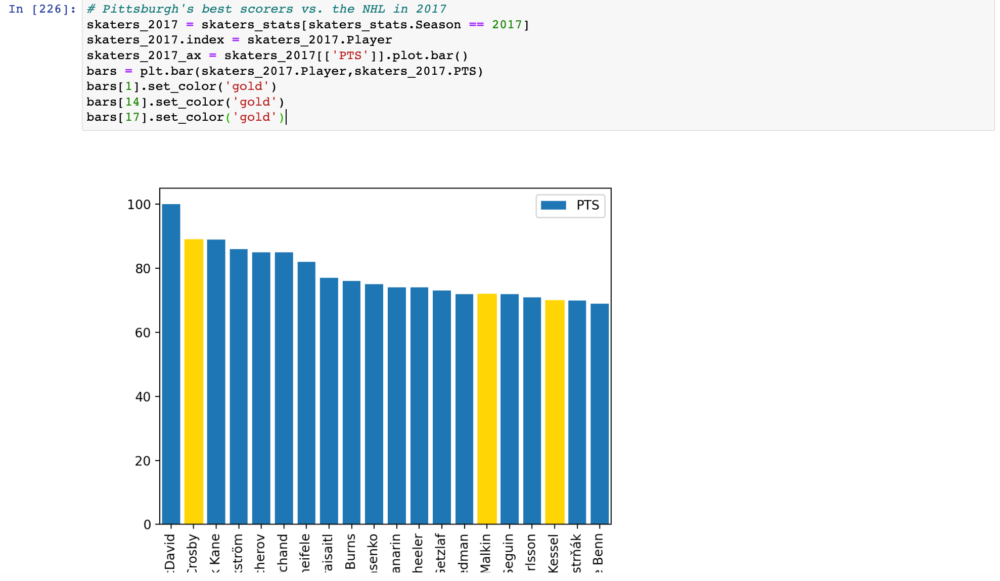 In [226]: # Pittsburgh's best scorers vs. the NHL in 2017
skaters_2017 = skaters_stats[skaters_stats.Season == 2017]
skaters_2017.index = skaters_2017.Player
skaters_2017_ax = skaters_2017[['PTS']].plot.bar()
bars = plt.bar(skaters_2017.Player,skaters_2017.PTS)
bars[1].set_color('gold')
bars[14].set_color('gold')
bars[17].set_color('gold')
PTS
100
80
60
40
20
0
David
Crosby
Kane
ström
cherov
chand
heifele
raisaitl
Burns
senko
anarin
heeler
Getzlaf
edman
Malkin
Seguin
rlsson
Kessel
strňák
Benn